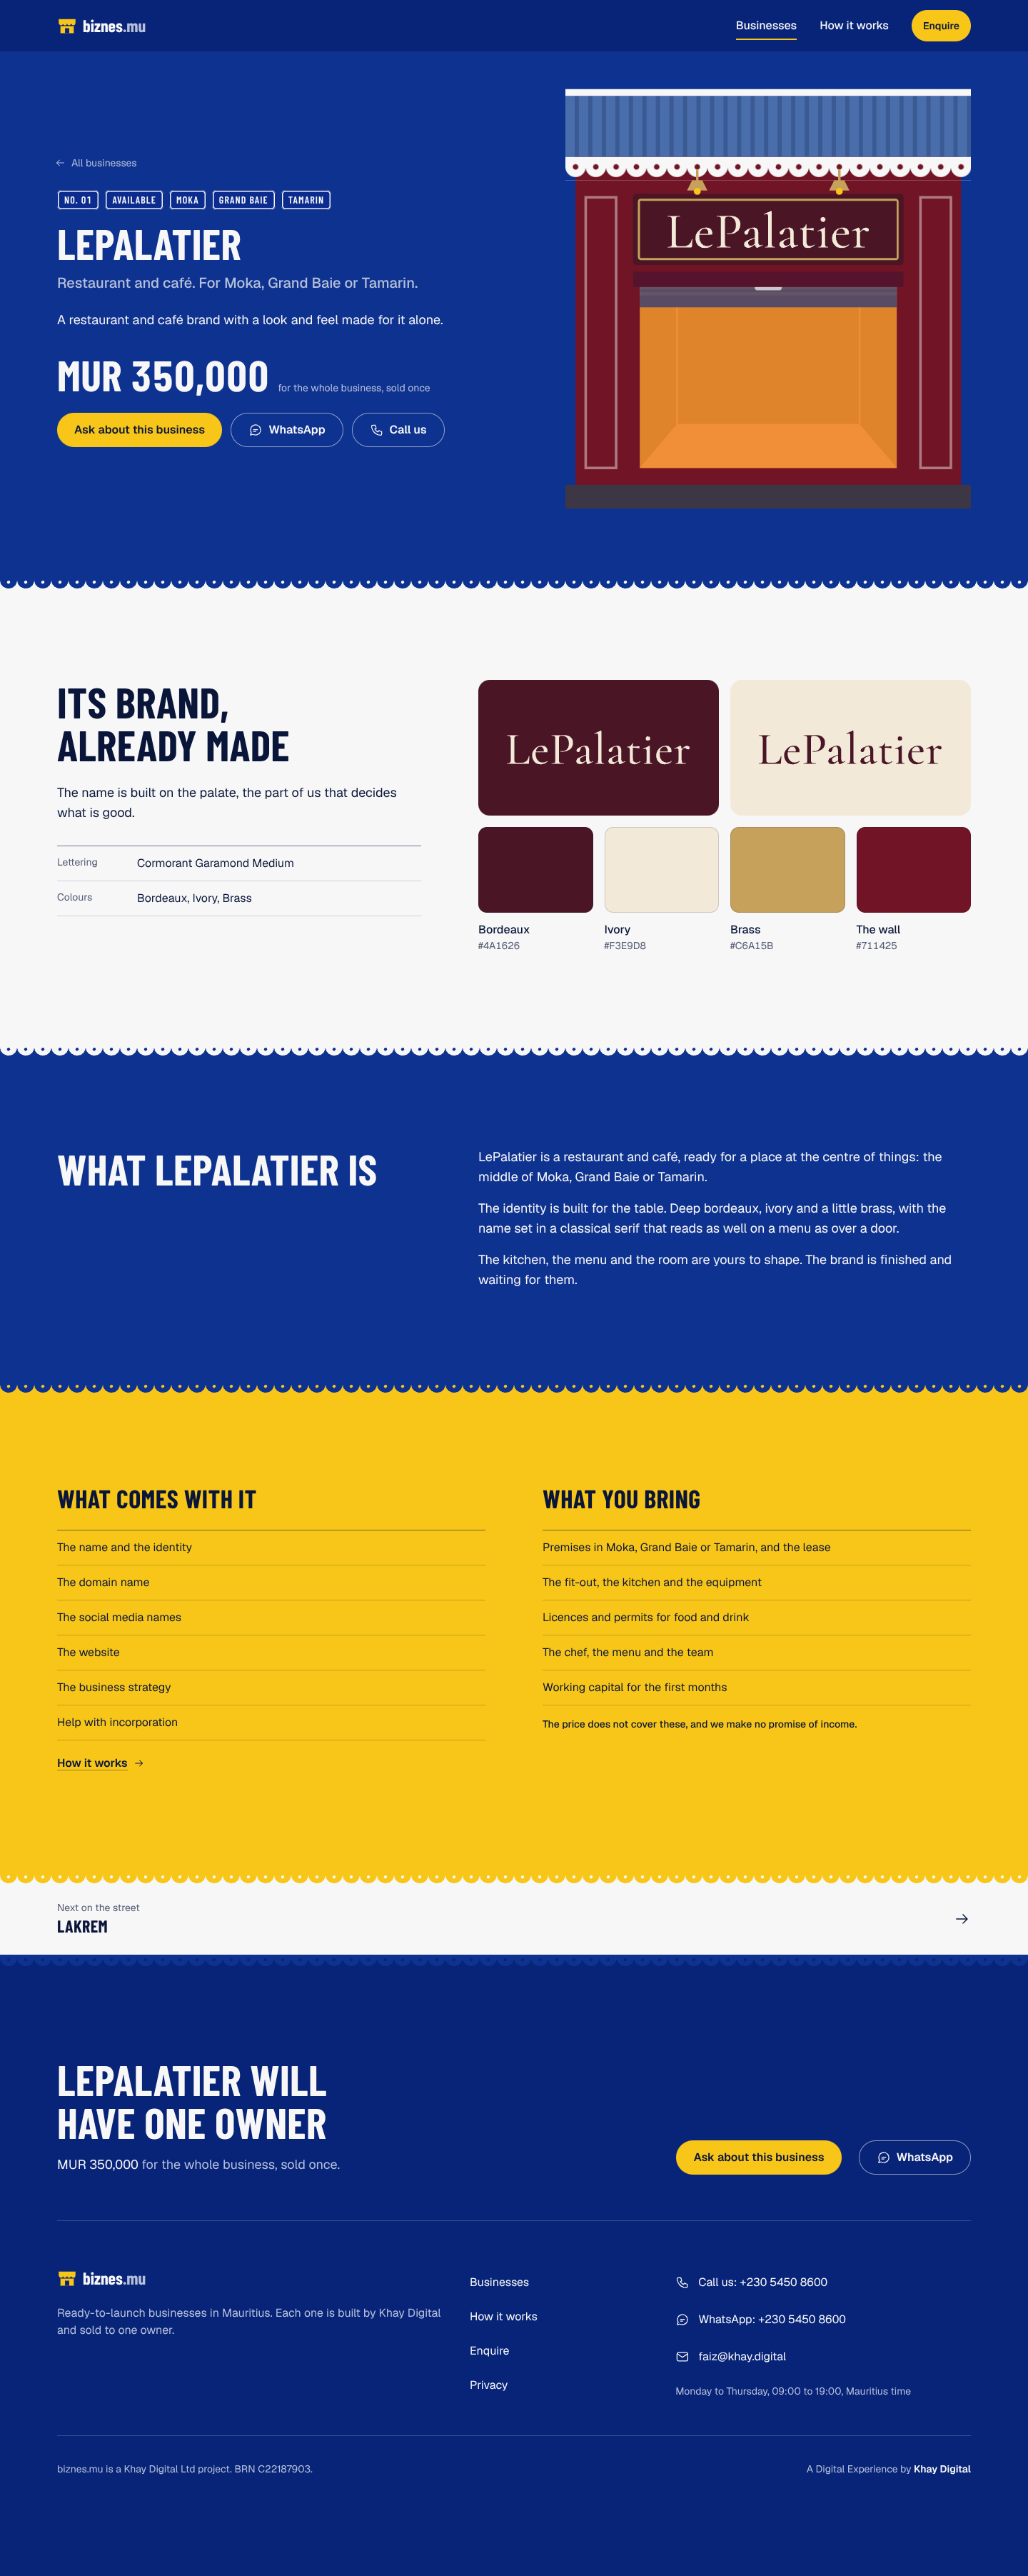 biznes.mu
Businesses
How it works
Enquire
All businesses
NO. 01
AVAILABLE
MOKA
GRAND BAIE
TAMARIN
LEPALATIER
Restaurant and café. For Moka, Grand Baie or Tamarin.
A restaurant and café brand with a look and feel made for it alone.
MUR 350,000 for the whole business, sold once
Ask about this business
WhatsApp
Call us
LePalatier
ITS BRAND,
ALREADY MADE
The name is built on the palate, the part of us that decides
what is good.
Lettering Cormorant Garamond Medium
Colours Bordeaux, Ivory, Brass
LePalatier
LePalatier
Bordeaux
#4A1626
Ivory
#F3E9D8
Brass
#C6A15B
The wall
#711425
WHAT LEPALATIER IS
LePalatier is a restaurant and café, ready for a place at the centre of things: the
middle of Moka, Grand Baie or Tamarin.
The identity is built for the table. Deep bordeaux, ivory and a little brass, with the
name set in a classical serif that reads as well on a menu as over a door.
The kitchen, the menu and the room are yours to shape. The brand is finished and
waiting for them.
WHAT COMES WITH IT
The name and the identity
The domain name
The social media names
The website
The business strategy
Help with incorporation
How it works
WHAT YOU BRING
Premises in Moka, Grand Baie or Tamarin, and the lease
The fit-out, the kitchen and the equipment
Licences and permits for food and drink
The chef, the menu and the team
Working capital for the first months
The price does not cover these, and we make no promise of income.
Next on the street
LAKREM
LEPALATIER WILL
HAVE ONE OWNER
MUR 350,000 for the whole business, sold once.
Ask about this business
WhatsApp
biznes.mu
Ready-to-launch businesses in Mauritius. Each one is built by Khay Digital
and sold to one owner.
Businesses
How it works
Enquire
Privacy
Call us: +230 5450 8600
WhatsApp: +230 5450 8600
faiz@khay.digital
Monday to Thursday, 09:00 to 19:00, Mauritius time
biznes.mu is a Khay Digital Ltd project. BRN C22187903.
A Digital Experience by Khay Digital